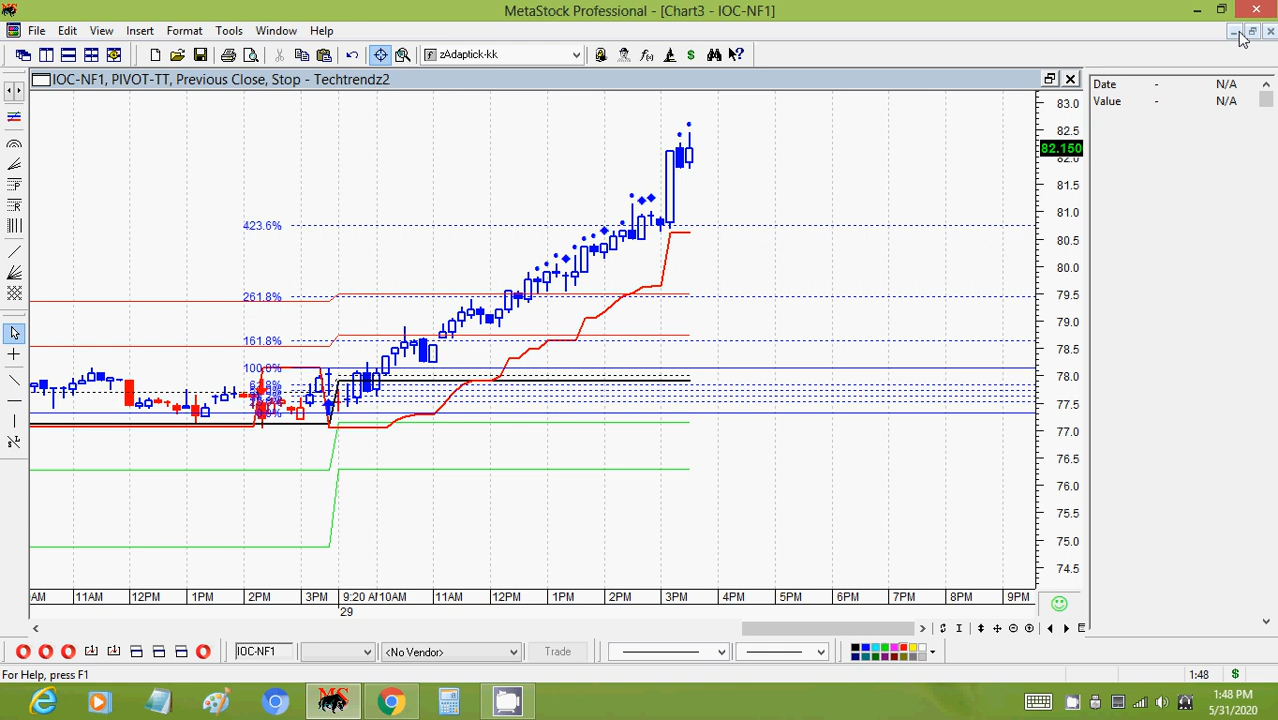 MetaStock Professional - [Chart3 - IOC-NF1]
File Edit View Insert Format Tools Window Help
zAdaptick-kk
IOC-NF1, PIVOT-TT, Previous Close, Stop - Techtrendz2
Date - N/A
Value - N/A
83.0
82.5
82.150
82.0
81.5
81.0
80.5
80.0
79.5
79.0
78.5
78.0
77.5
77.0
76.5
76.0
75.5
75.0
74.5
423.6%
261.8%
161.8%
100.0%
0.0%
AM 11AM 12PM 1PM 2PM 3PM 9:20 A/10AM 11AM 12PM 1PM 2PM 3PM 4PM 5PM 6PM 7PM 8PM 9PM
29
IOC-NF1 <No Vendor> Trade
For Help, press F1
1:48
1:48 PM
5/31/2020